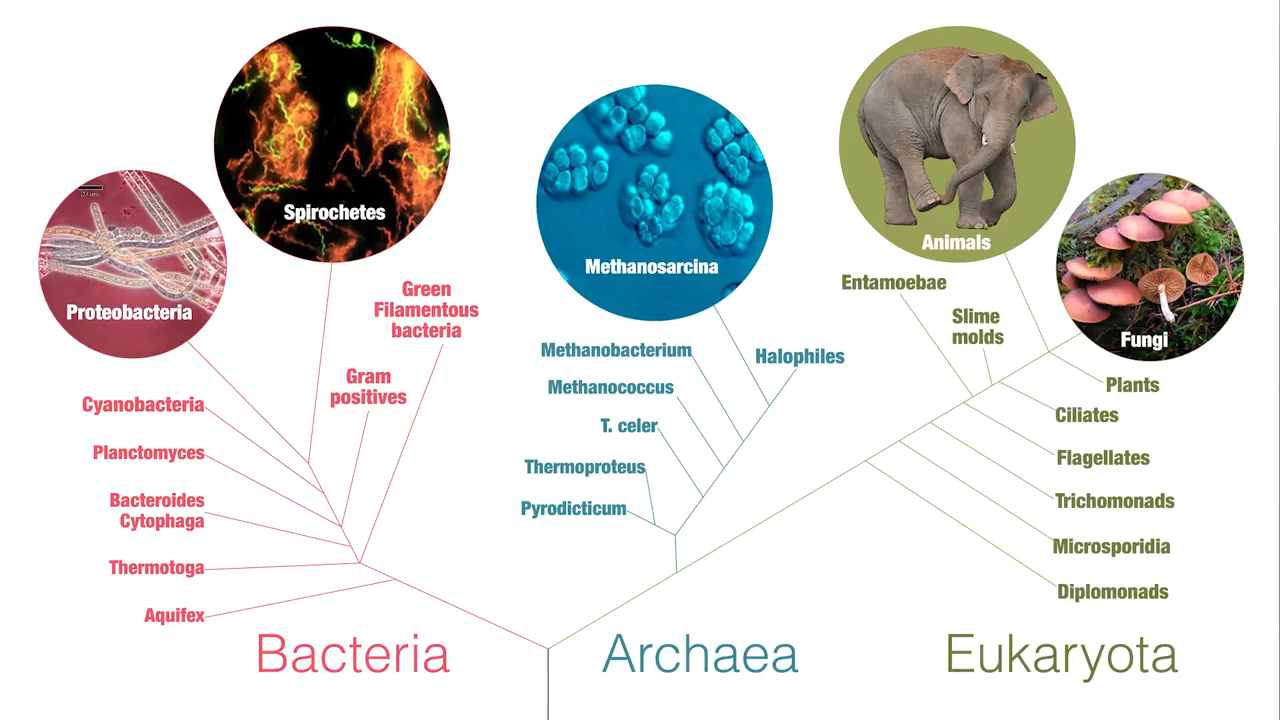 Spirochetes
Proteobacteria
Green
Filamentous
bacteria
Gram
positives
Cyanobacteria
Planctomyces
Bacteroides
Cytophaga
Thermotoga
Aquifex
Bacteria
Methanosarcina
Methanobacterium
Halophiles
Methanococcus
T. celer
Thermoproteus
Pyrodicticum
Archaea
Animals
Fungi
Entamoebae
Slime
molds
Plants
Ciliates
Flagellates
Trichomonads
Microsporidia
Diplomonads
Eukaryota